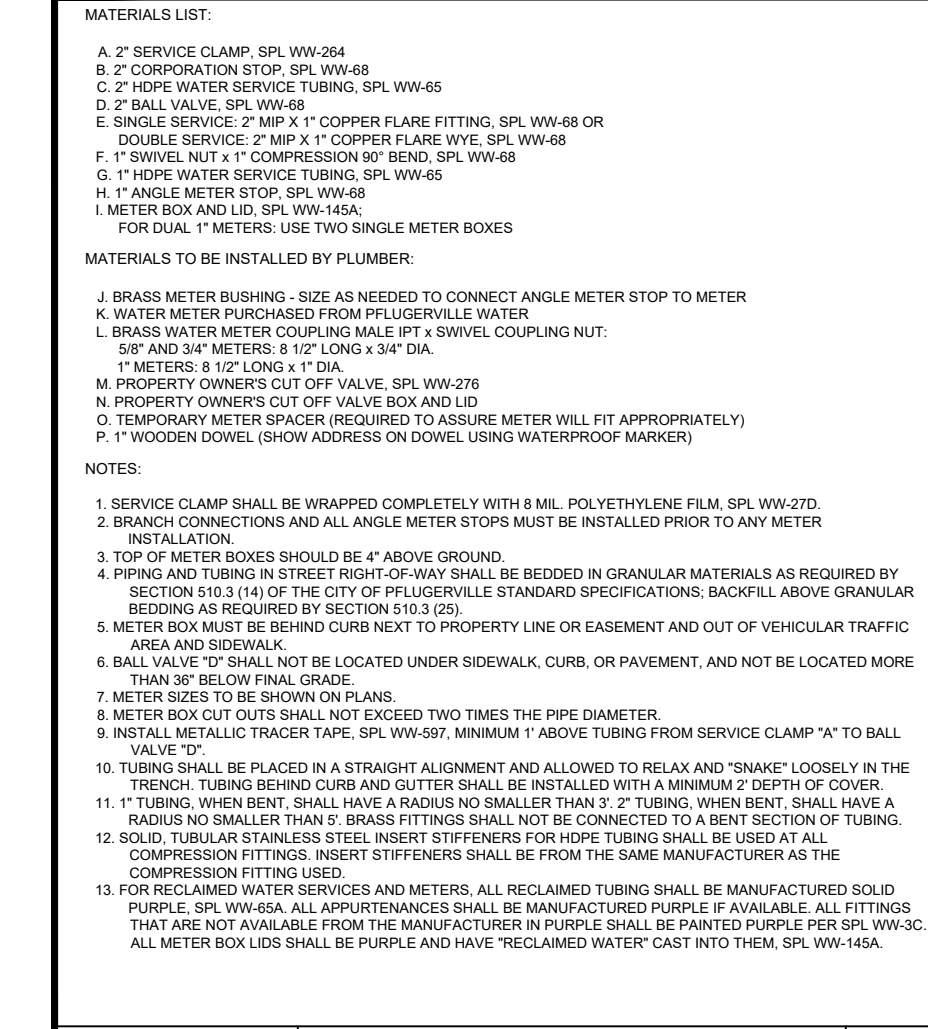 MATERIALS LIST:
A. 2" SERVICE CLAMP, SPL WW-264
B. 2" CORPORATION STOP, SPL WW-68
C. 2" HDPE WATER SERVICE TUBING, SPL WW-65
D. 2" BALL VALVE, SPL WW-68
E. SINGLE SERVICE: 2" MIP X 1" COPPER FLARE FITTING, SPL WW-68 OR
DOUBLE SERVICE: 2" MIP X 1" COPPER FLARE WYE, SPL WW-68
F. 1" SWIVEL NUT x 1" COMPRESSION 90° BEND, SPL WW-68
G. 1" HDPE WATER SERVICE TUBING, SPL WW-65
H. 1" ANGLE METER STOP, SPL WW-68
I. METER BOX AND LID, SPL WW-145A;
FOR DUAL 1" METERS: USE TWO SINGLE METER BOXES
MATERIALS TO BE INSTALLED BY PLUMBER:
J. BRASS METER BUSHING - SIZE AS NEEDED TO CONNECT ANGLE METER STOP TO METER
K. WATER METER PURCHASED FROM PFLUGERVILLE WATER
L. BRASS WATER METER COUPLING MALE IPT x SWIVEL COUPLING NUT:
5/8" AND 3/4" METERS: 8 1/2" LONG x 3/4" DIA.
1" METERS: 8 1/2" LONG x 1" DIA.
M. PROPERTY OWNER'S CUT OFF VALVE, SPL WW-276
N. PROPERTY OWNER'S CUT OFF VALVE BOX AND LID
O. TEMPORARY METER SPACER (REQUIRED TO ASSURE METER WILL FIT APPROPRIATELY)
P. 1" WOODEN DOWEL (SHOW ADDRESS ON DOWEL USING WATERPROOF MARKER)
NOTES:
1. SERVICE CLAMP SHALL BE WRAPPED COMPLETELY WITH 8 MIL. POLYETHYLENE FILM, SPL WW-27D.
2. BRANCH CONNECTIONS AND ALL ANGLE METER STOPS MUST BE INSTALLED PRIOR TO ANY METER
INSTALLATION.
3. TOP OF METER BOXES SHOULD BE 4" ABOVE GROUND.
4. PIPING AND TUBING IN STREET RIGHT-OF-WAY SHALL BE BEDDED IN GRANULAR MATERIALS AS REQUIRED BY
SECTION 510.3 (14) OF THE CITY OF PFLUGERVILLE STANDARD SPECIFICATIONS; BACKFILL ABOVE GRANULAR
BEDDING AS REQUIRED BY SECTION 510.3 (25).
5. METER BOX MUST BE BEHIND CURB NEXT TO PROPERTY LINE OR EASEMENT AND OUT OF VEHICULAR TRAFFIC
AREA AND SIDEWALK.
6. BALL VALVE "D" SHALL NOT BE LOCATED UNDER SIDEWALK, CURB, OR PAVEMENT, AND NOT BE LOCATED MORE
THAN 36" BELOW FINAL GRADE.
7. METER SIZES TO BE SHOWN ON PLANS.
8. METER BOX CUT OUTS SHALL NOT EXCEED TWO TIMES THE PIPE DIAMETER.
9. INSTALL METALLIC TRACER TAPE, SPL WW-597, MINIMUM 1' ABOVE TUBING FROM SERVICE CLAMP "A" TO BALL
VALVE "D".
10. TUBING SHALL BE PLACED IN A STRAIGHT ALIGNMENT AND ALLOWED TO RELAX AND "SNAKE" LOOSELY IN THE
TRENCH. TUBING BEHIND CURB AND GUTTER SHALL BE INSTALLED WITH A MINIMUM 2' DEPTH OF COVER.
11. 1" TUBING, WHEN BENT, SHALL HAVE A RADIUS NO SMALLER THAN 3'. 2" TUBING, WHEN BENT, SHALL HAVE A
RADIUS NO SMALLER THAN 5'. BRASS FITTINGS SHALL NOT BE CONNECTED TO A BENT SECTION OF TUBING.
12. SOLID, TUBULAR STAINLESS STEEL INSERT STIFFENERS FOR HDPE TUBING SHALL BE USED AT ALL
COMPRESSION FITTINGS. INSERT STIFFENERS SHALL BE FROM THE SAME MANUFACTURER AS THE
COMPRESSION FITTING USED.
13. FOR RECLAIMED WATER SERVICES AND METERS, ALL RECLAIMED TUBING SHALL BE MANUFACTURED SOLID
PURPLE, SPL WW-65A. ALL APPURTENANCES SHALL BE MANUFACTURED PURPLE IF AVAILABLE. ALL FITTINGS
THAT ARE NOT AVAILABLE FROM THE MANUFACTURER IN PURPLE SHALL BE PAINTED PURPLE PER SPL WW-3C.
ALL METER BOX LIDS SHALL BE PURPLE AND HAVE "RECLAIMED WATER" CAST INTO THEM, SPL WW-145A.